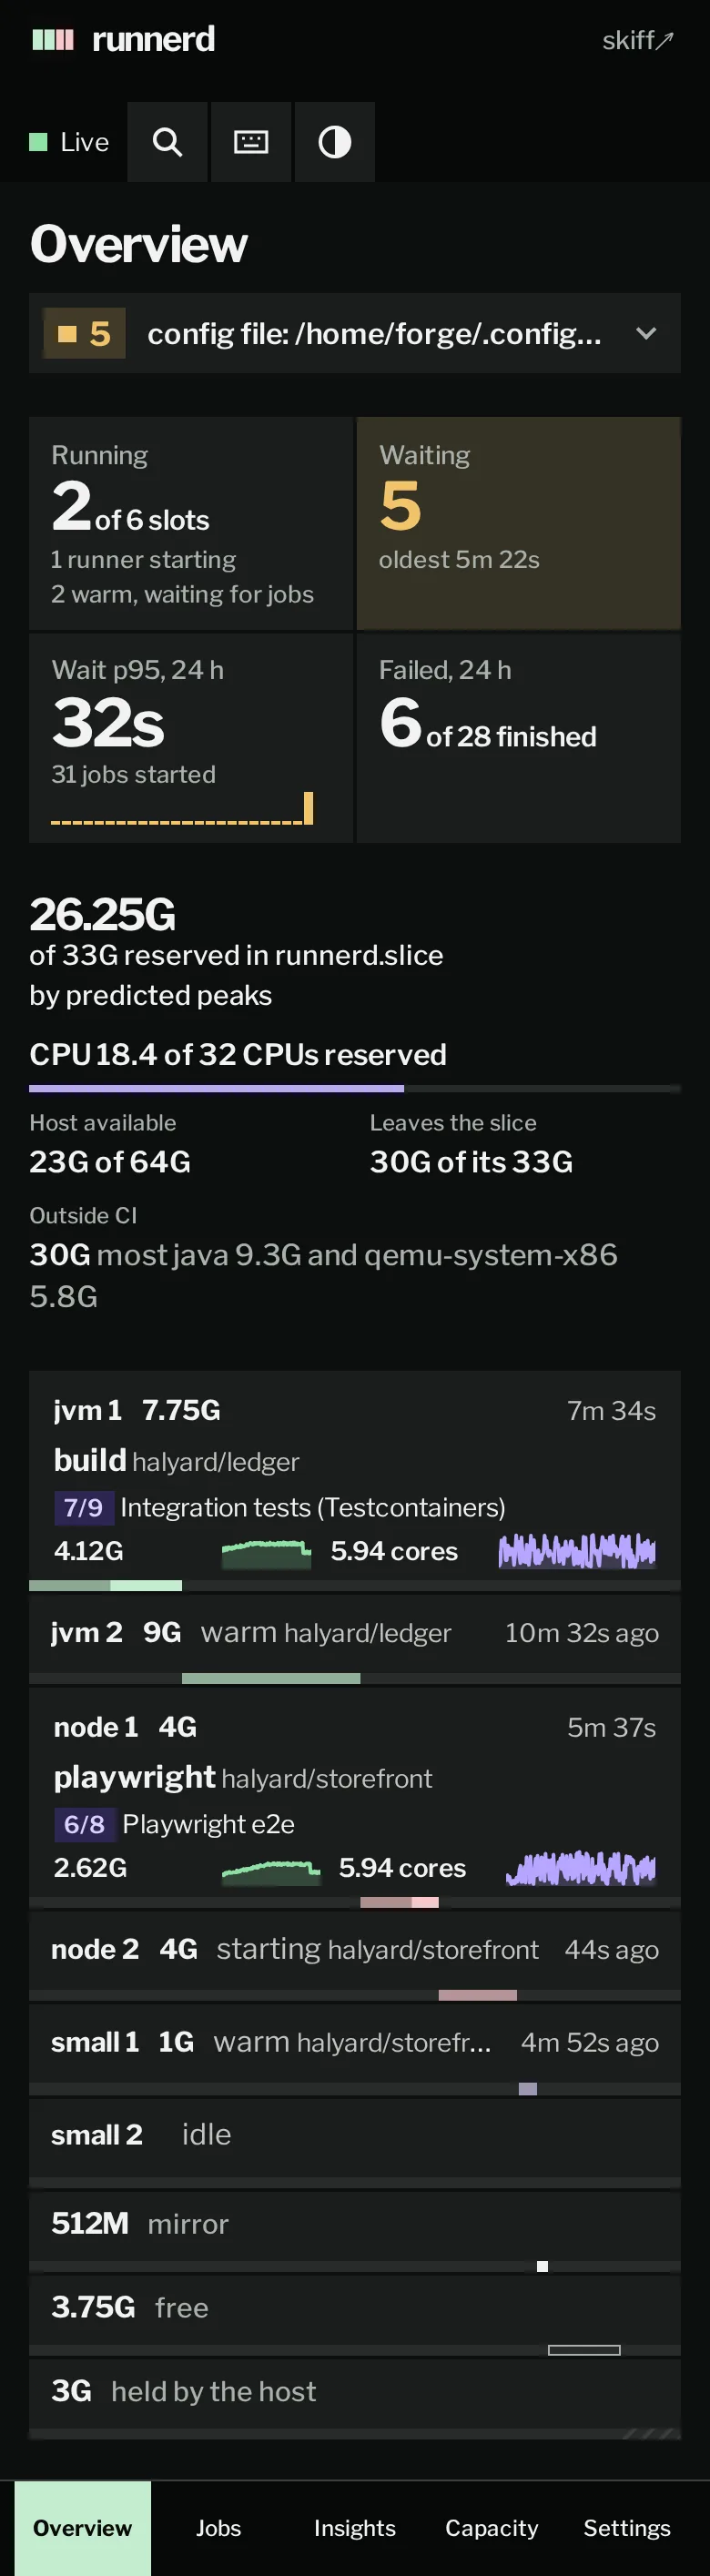 runnerd
skiff↗
Live
Overview
5 config file: /home/forge/.config...
Running
2 of 6 slots
1 runner starting
2 warm, waiting for jobs
Waiting
5
oldest 5m 22s
Wait p95, 24 h
32s
31 jobs started
Failed, 24 h
6 of 28 finished
26.25G
of 33G reserved in runnerd.slice
by predicted peaks
CPU 18.4 of 32 CPUs reserved
Host available
23G of 64G
Leaves the slice
30G of its 33G
Outside CI
30G most java 9.3G and qemu-system-x86
5.8G
jvm 1 7.75G 7m 34s
build halyard/ledger
7/9 Integration tests (Testcontainers)
4.12G 5.94 cores
jvm 2 9G warm halyard/ledger 10m 32s ago
node 1 4G 5m 37s
playwright halyard/storefront
6/8 Playwright e2e
2.62G 5.94 cores
node 2 4G starting halyard/storefront 44s ago
small 1 1G warm halyard/storefr... 4m 52s ago
small 2 idle
512M mirror
3.75G free
3G held by the host
Overview Jobs Insights Capacity Settings